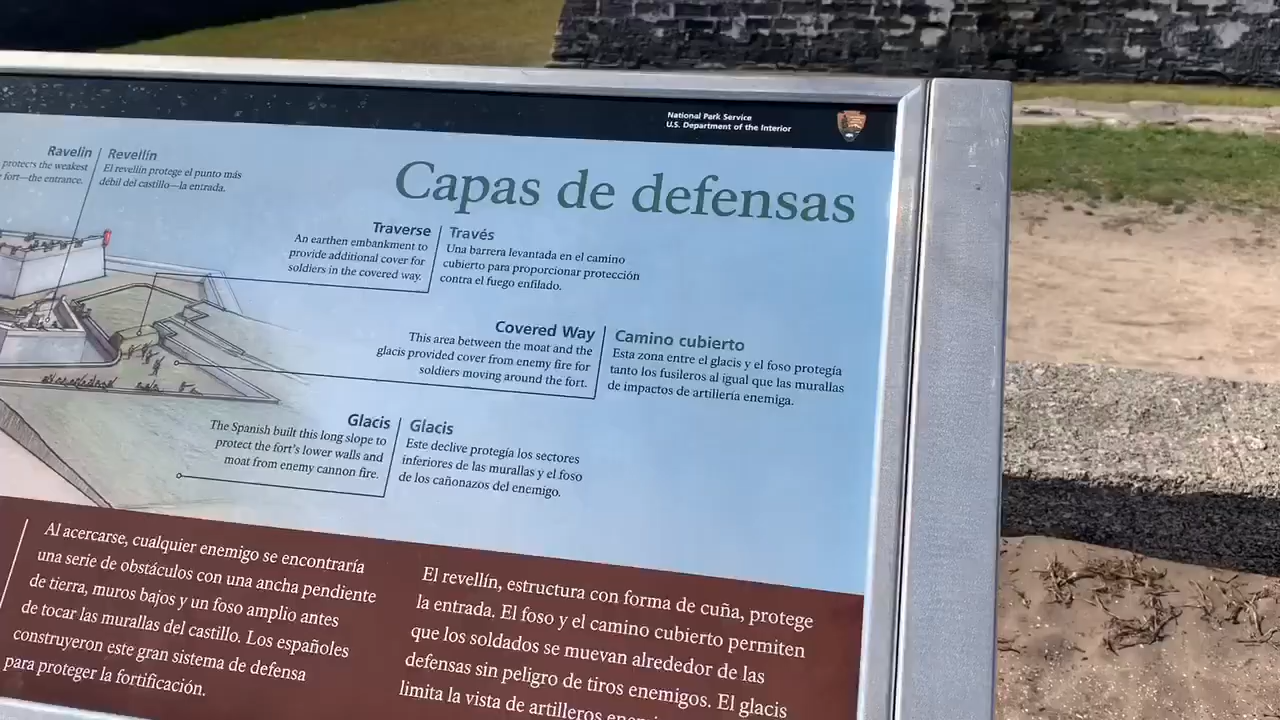 National Park Service
U.S. Department of the Interior
Capas de defensas
Ravelin
protects the weakest
fort—the entrance.
Revellín
El revellín protege el punto más
débil del castillo—la entrada.
Traverse
An earthen embankment to
provide additional cover for
soldiers in the covered way.
Través
Una barrera levantada en el camino
cubierto para proporcionar protección
contra el fuego enfilado.
Covered Way
This area between the moat and the
glacis provided cover from enemy fire for
soldiers moving around the fort.
Camino cubierto
Esta zona entre el glacis y el foso protegía
tanto los fusileros al igual que las murallas
de impactos de artillería enemiga.
Glacis
The Spanish built this long slope to
protect the fort's lower walls and
moat from enemy cannon fire.
Glacis
Este declive protegía los sectores
inferiores de las murallas y el foso
de los cañonazos del enemigo.
Al acercarse, cualquier enemigo se encontraría
una serie de obstáculos con una ancha pendiente
de tierra, muros bajos y un foso amplio antes
de tocar las murallas del castillo. Los españoles
construyeron este gran sistema de defensa
para proteger la fortificación.
El revellín, estructura con forma de cuña, protege
la entrada. El foso y el camino cubierto permiten
que los soldados se muevan alrededor de las
defensas sin peligro de tiros enemigos. El glacis
limita la vista de artilleros